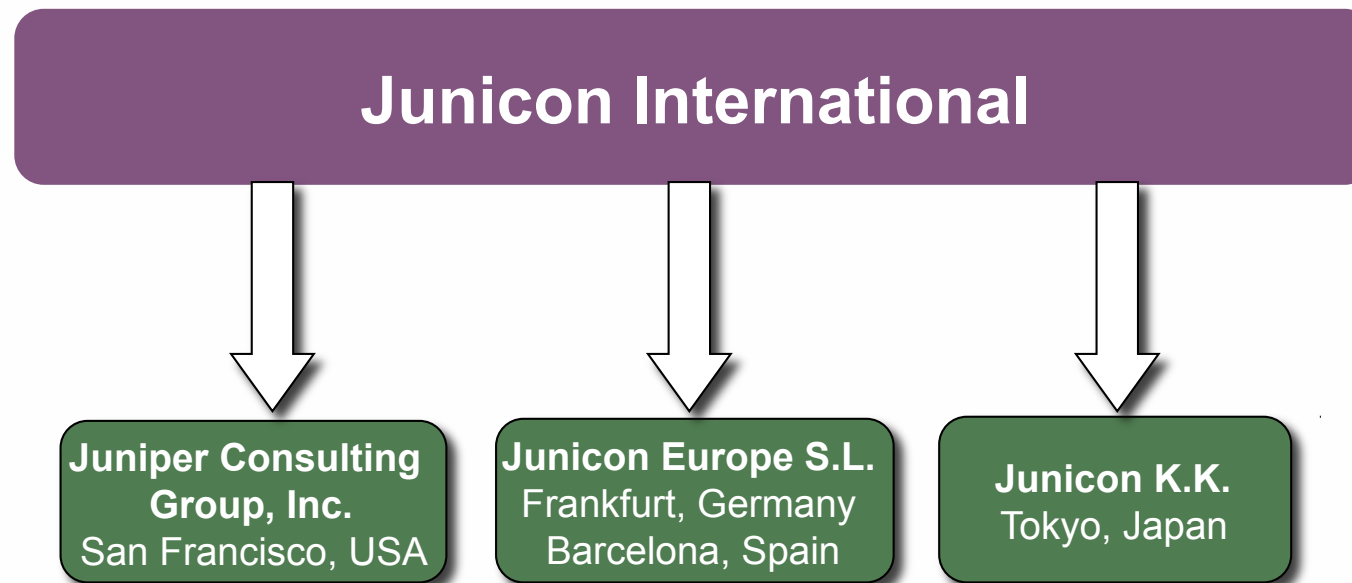 Junicon International
Juniper Consulting
Group, Inc.
San Francisco, USA
Junicon Europe S.L.
Frankfurt, Germany
Barcelona, Spain
Junicon K.K.
Tokyo, Japan